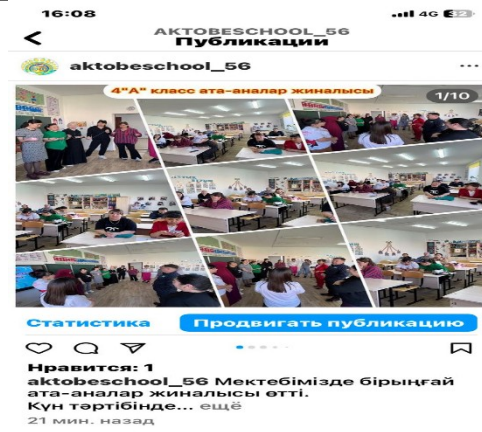 16:08
4G 32
AKTOBESCHOOL_56
Публикации
aktobeschool_56
4"А" класс ата-аналар жиналысы
1/10
Статистика
Продвигать публикацию
Нравится: 1
aktobeschool_56 Мектебімізде бірыңғай
ата-аналар жиналысы өтті.
Күн тәртібінде... ещё
21 мин. назад